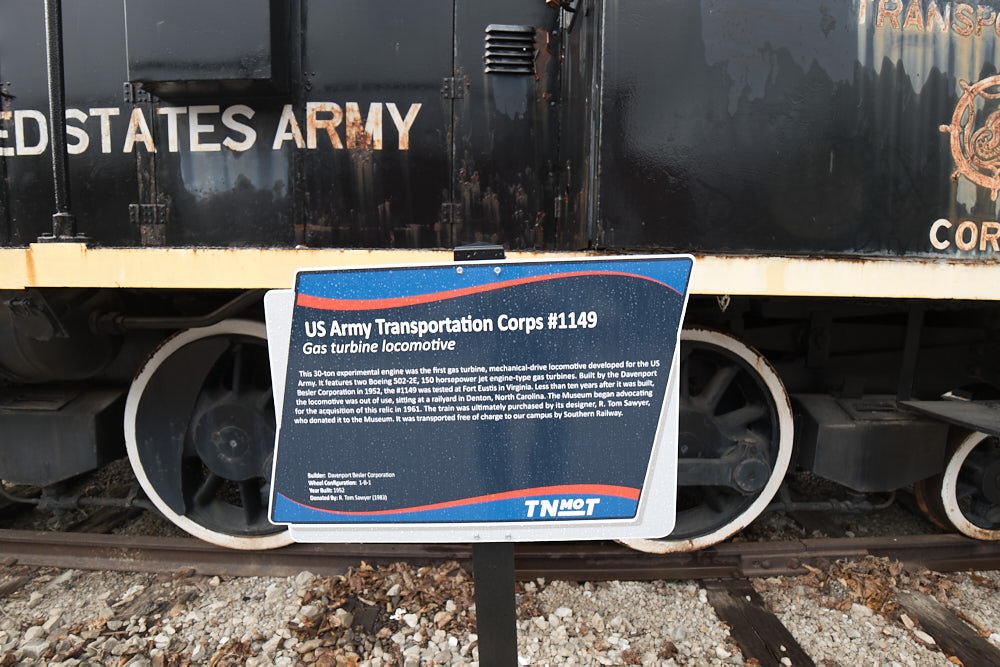 ED STATES ARMY
TRANSPO
COR
US Army Transportation Corps #1149
Gas turbine locomotive
This 30-ton experimental engine was the first gas turbine, mechanical-drive locomotive developed for the US
Army. It features two Boeing 502-2E, 150 horsepower jet engine-type gas turbines. Built by the Davenport
Besler Corporation in 1952, the #1149 was tested at Fort Eustis in Virginia. Less than ten years after it was built,
the locomotive was out of use, sitting at a railyard in Denton, North Carolina. The Museum began advocating
for the acquisition of this relic in 1961. The train was ultimately purchased by its designer, R. Tom Sawyer,
who donated it to the Museum. It was transported free of charge to our campus by Southern Railway.
Builder: Davenport Besler Corporation
Wheel Configuration: 1-B-1
Year Built: 1952
Donated By: R. Tom Sawyer (1983)
TNMOT